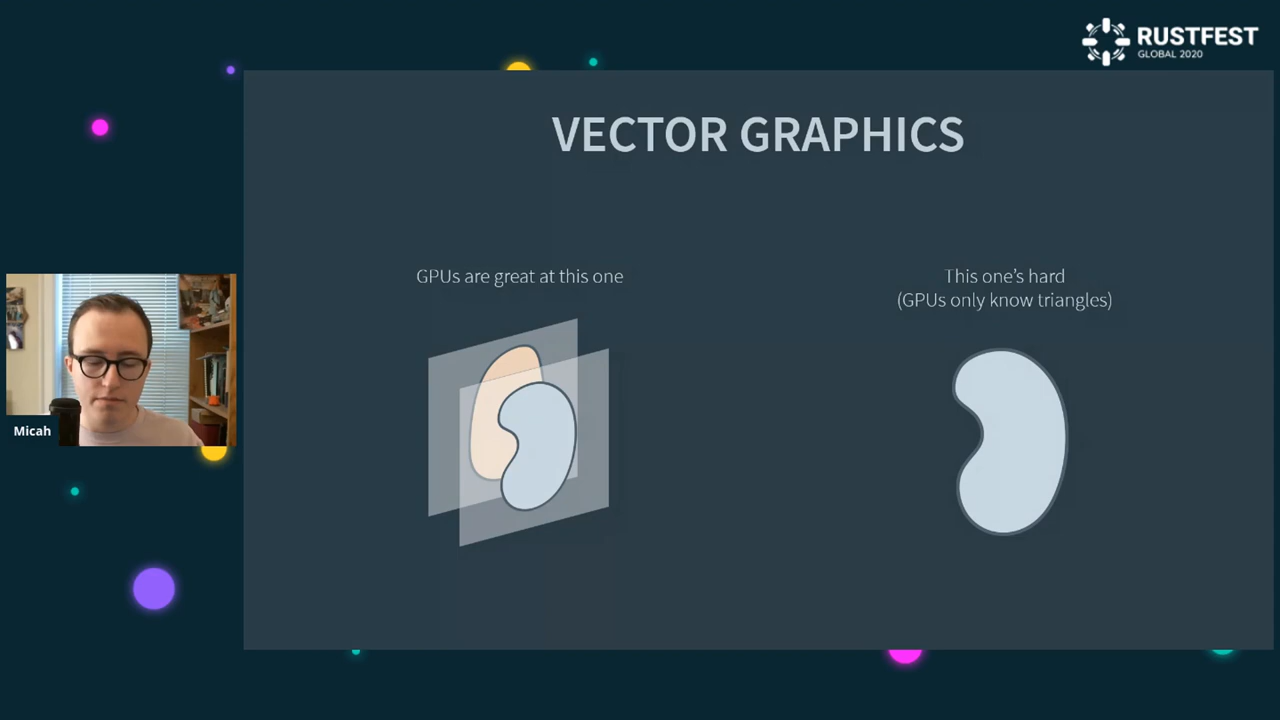 RUSTFEST
GLOBAL 2020
VECTOR GRAPHICS
GPUs are great at this one
This one's hard
(GPUs only know triangles)
Micah